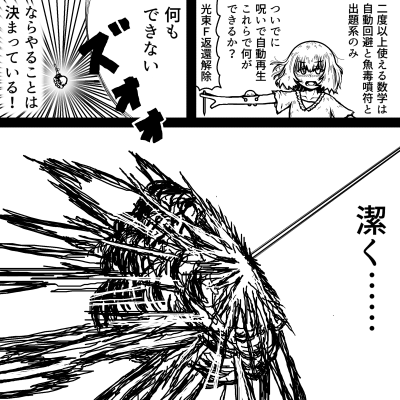 二度以上使える数学は
自動回避と魚毒噴符と
出題系のみ
ついでに
呪いで自動再生
これらで何が
できるか？
光束Ｆ返還解除
何も
できない
ズォォ
ならやることは
決まっている！
潔く……